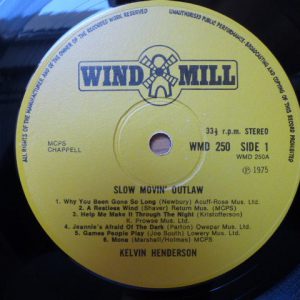 ALL RIGHTS OF THE MANUFACTURER AND OF THE OWNER OF THE RECORDED WORK RESERVED
UNAUTHORISED PUBLIC PERFORMANCE BROADCASTING AND COPYING OF THIS RECORD PROHIBITED
WIND MILL
33⅓ r.p.m. STEREO
MCPS
CHAPPELL
WMD 250 SIDE 1
WMD 250A
℗ 1975
SLOW MOVIN' OUTLAW
1. Why You Been Gone So Long (Newbury) Acuff-Rosa Mus. Ltd.
2. A Restless Wind (Shaver) Return Mus. (MCPS)
3. Help Me Make It Through The Night (Kristofferson)
K. Prowse Mus. Ltd.
4. Jeannie's Afraid Of The Dark (Parton) Owepar Mus. Ltd.
5. Games People Play (Joe South) Lowery Mus. Ltd.
6. Mona (Marshall/Holmes) MCPS)
KELVIN HENDERSON